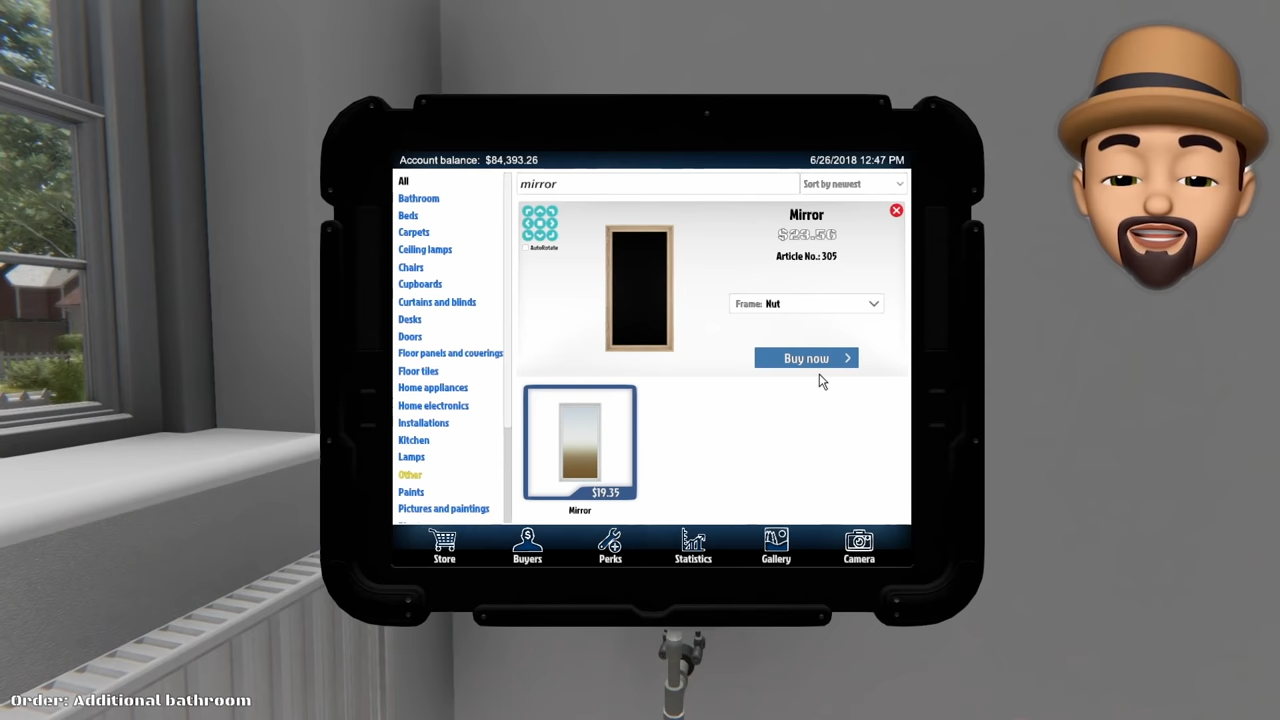 Account balance: $84,393.26
6/26/2018 12:47 PM
All
Bathroom
Beds
Carpets
Ceiling lamps
Chairs
Cupboards
Curtains and blinds
Desks
Doors
Floor panels and coverings
Floor tiles
Home appliances
Home electronics
Installations
Kitchen
Lamps
Other
Paints
Pictures and paintings
mirror
Sort by newest
AutoRotate
Mirror
$23.56
Article No.: 305
Frame: Nut
Buy now
$19.35
Mirror
Store
Buyers
Perks
Statistics
Gallery
Camera
Order: Additional bathroom